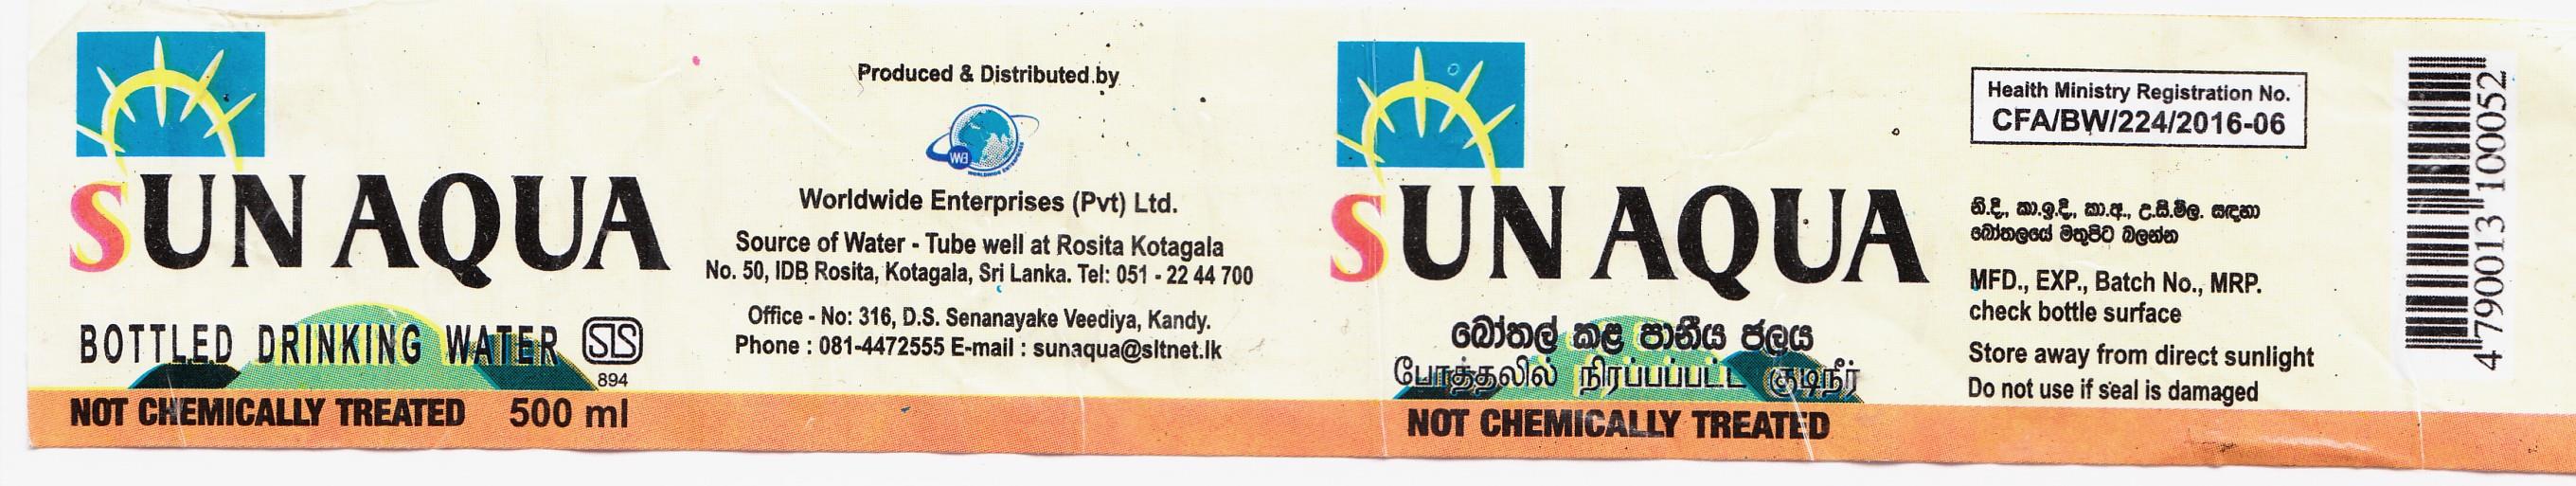 SUN AQUA
BOTTLED DRINKING WATER SLS
894
NOT CHEMICALLY TREATED 500 ml
Produced & Distributed by
WORLDWIDE ENTERPRISES
Worldwide Enterprises (Pvt) Ltd.
Source of Water - Tube well at Rosita Kotagala
No. 50, IDB Rosita, Kotagala, Sri Lanka. Tel: 051 - 22 44 700
Office - No: 316, D.S. Senanayake Veediya, Kandy.
Phone : 081-4472555 E-mail : sunaqua@sltnet.lk
SUN AQUA
බෝතල් කළ පානීය ජලය
போத்தலில் நிரப்பப்பட்ட குடிநீர்
NOT CHEMICALLY TREATED
Health Ministry Registration No.
CFA/BW/224/2016-06
නි.දි., කා.ඉ.දි., කා.අ., උ.සි.මිල. සඳහා
බෝතලයේ මතුපිට බලන්න
MFD., EXP., Batch No., MRP.
check bottle surface
Store away from direct sunlight
Do not use if seal is damaged
4 790013 100052